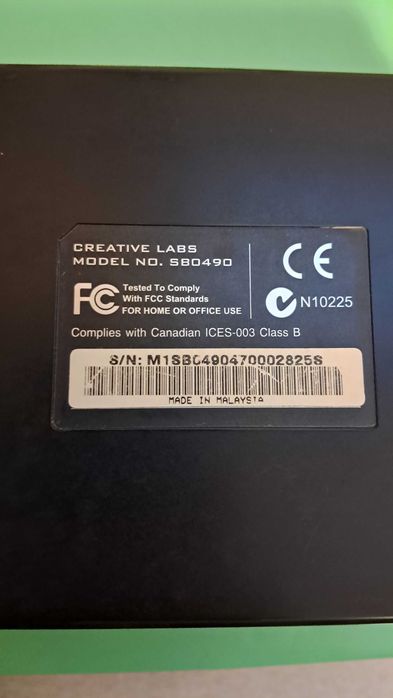 CREATIVE LABS
MODEL NO. SB0490
CE
FC Tested To Comply
With FCC Standards
FOR HOME OR OFFICE USE
N10225
Complies with Canadian ICES-003 Class B
S/N: M1SB0490470002825S
MADE IN MALAYSIA